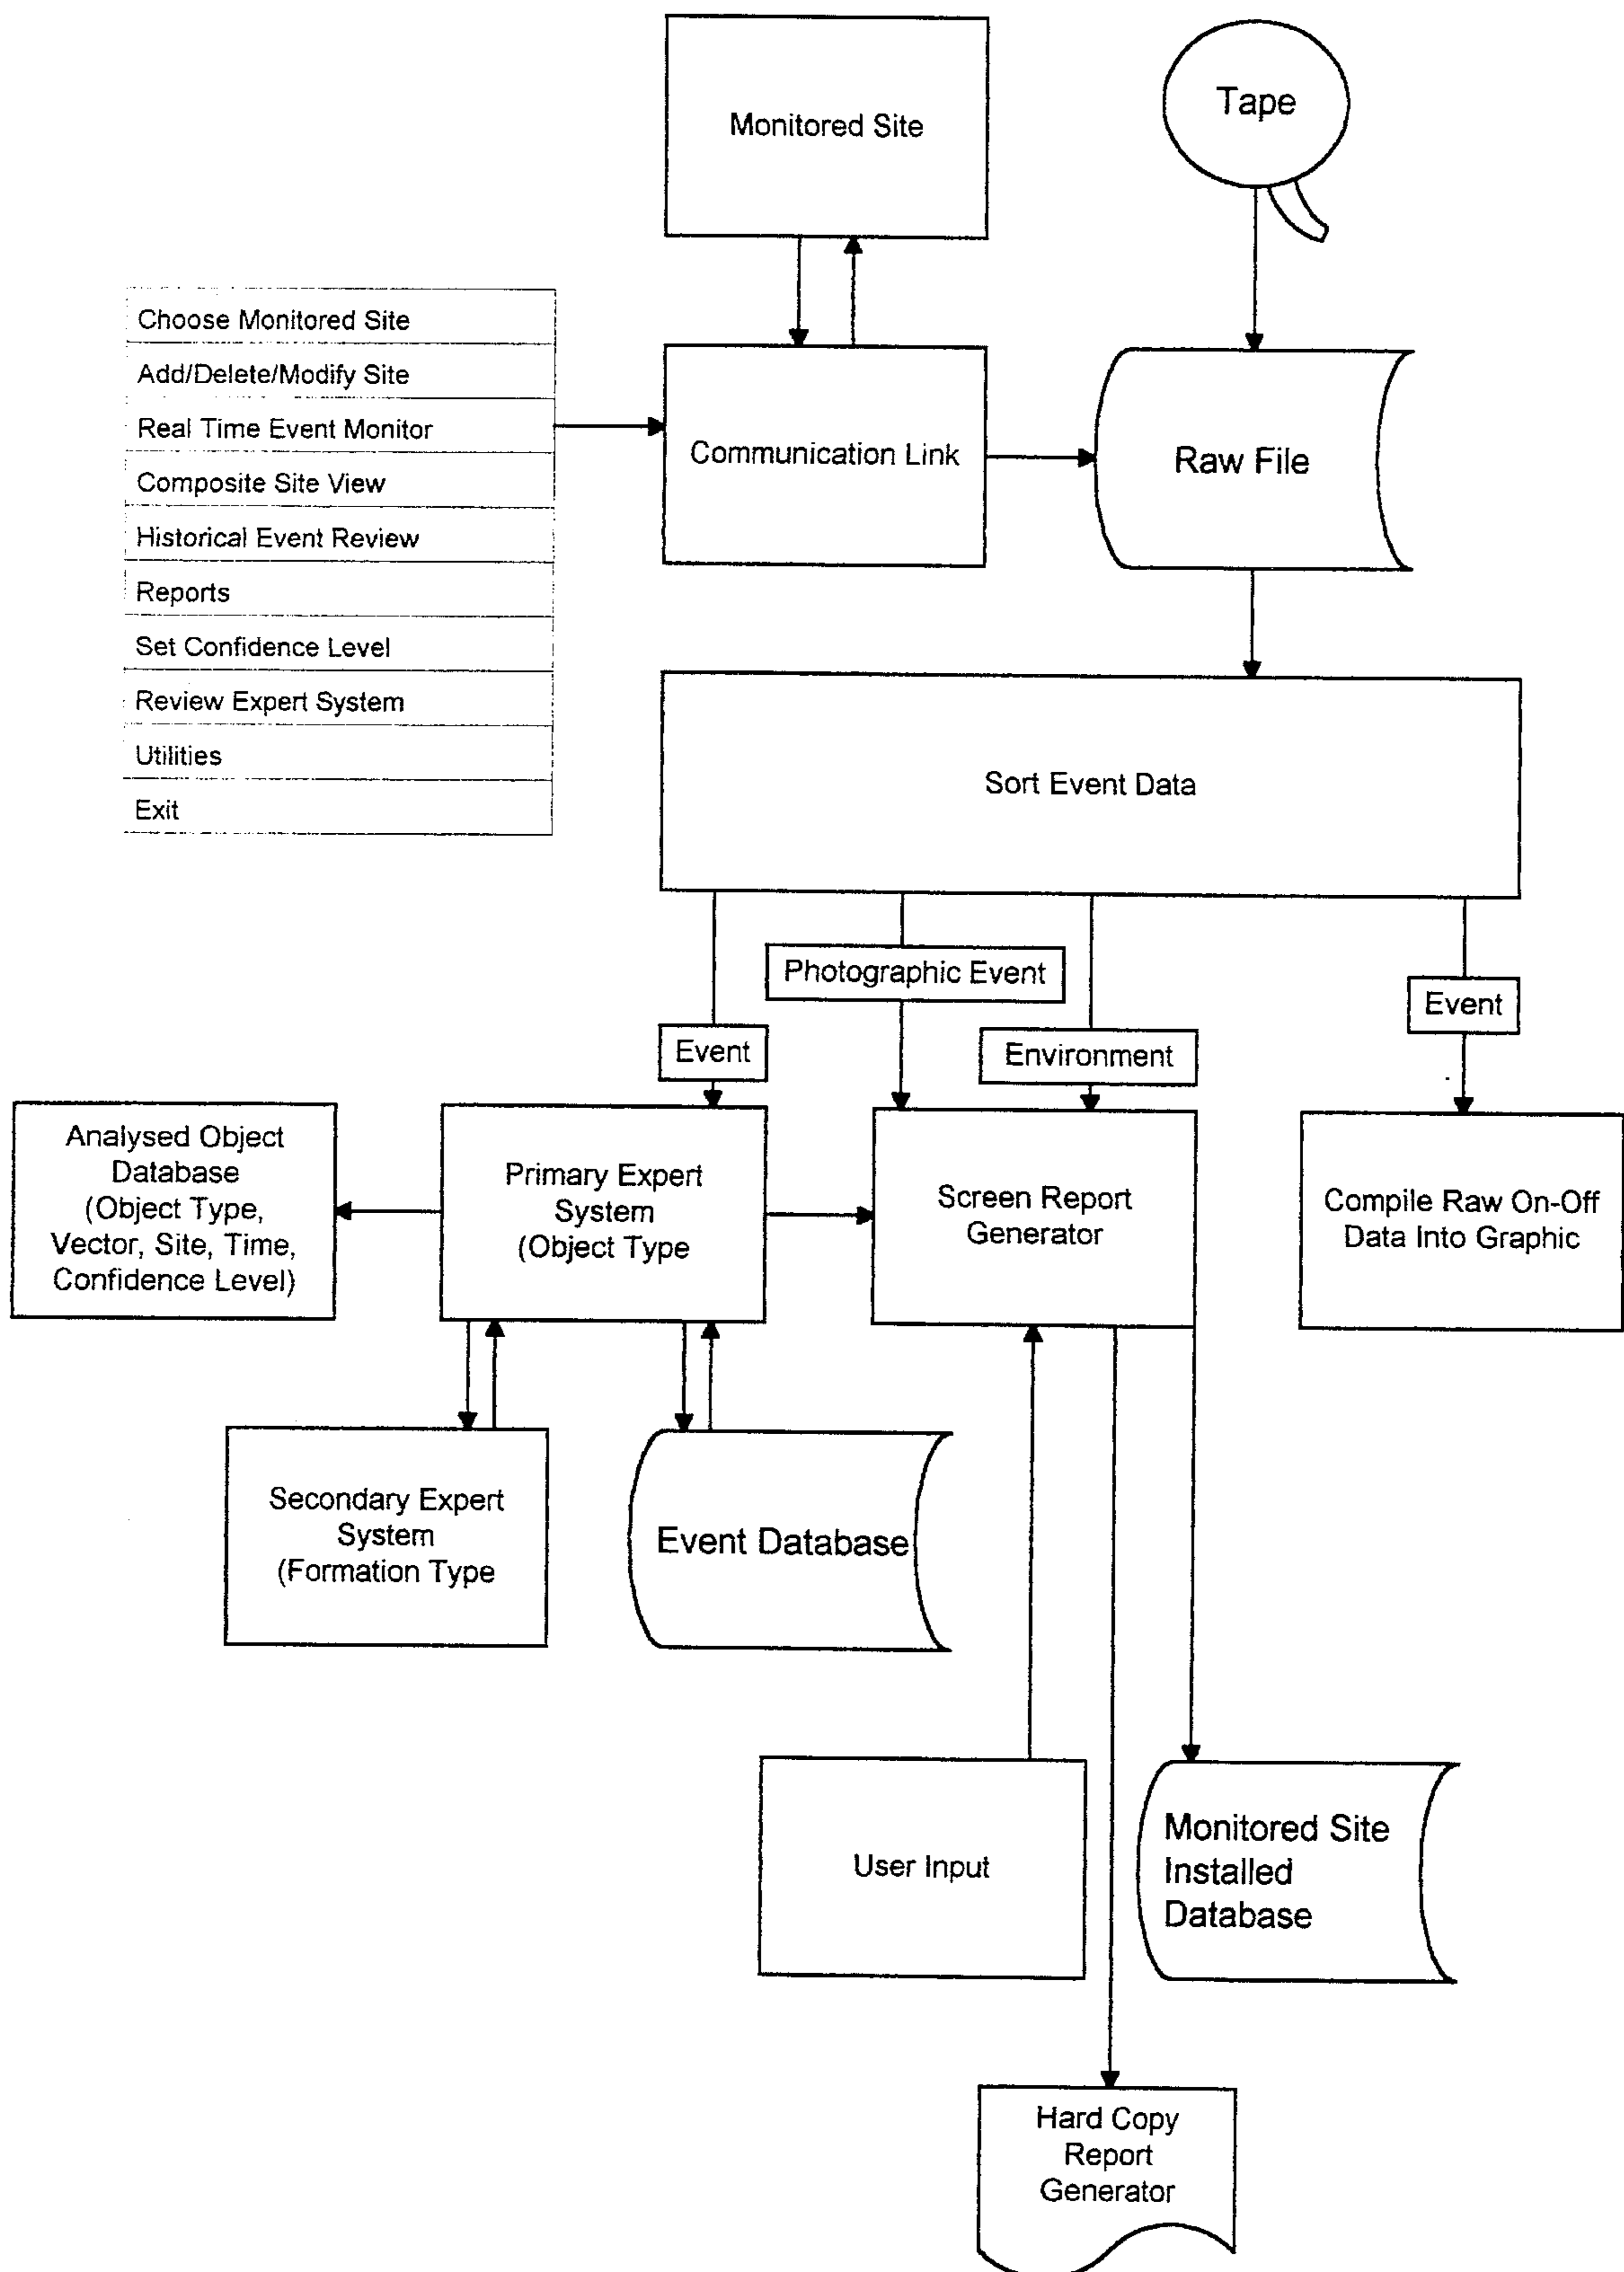 Monitored Site
Tape
Choose Monitored Site
Add/Delete/Modify Site
Real Time Event Monitor
Composite Site View
Historical Event Review
Reports
Set Confidence Level
Review Expert System
Utilities
Exit
Communication Link
Raw File
Sort Event Data
Photographic Event
Event
Event
Environment
Analysed Object
Database
(Object Type,
Vector, Site, Time,
Confidence Level)
Primary Expert
System
(Object Type
Screen Report
Generator
Compile Raw On-Off
Data Into Graphic
Secondary Expert
System
(Formation Type
Event Database
User Input
Monitored Site
Installed
Database
Hard Copy
Report
Generator